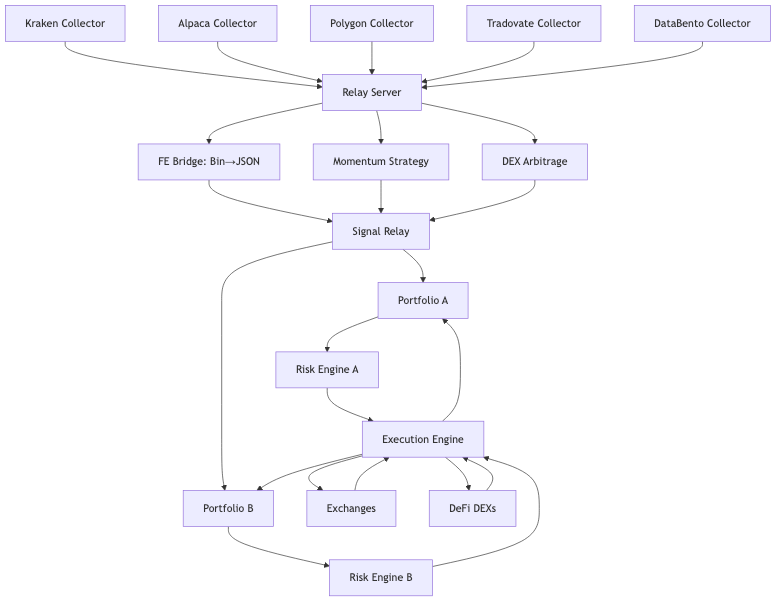 Kraken Collector
Alpaca Collector
Polygon Collector
Tradovate Collector
DataBento Collector
Relay Server
FE Bridge: Bin→JSON
Momentum Strategy
DEX Arbitrage
Signal Relay
Portfolio A
Risk Engine A
Execution Engine
Portfolio B
Exchanges
DeFi DEXs
Risk Engine B